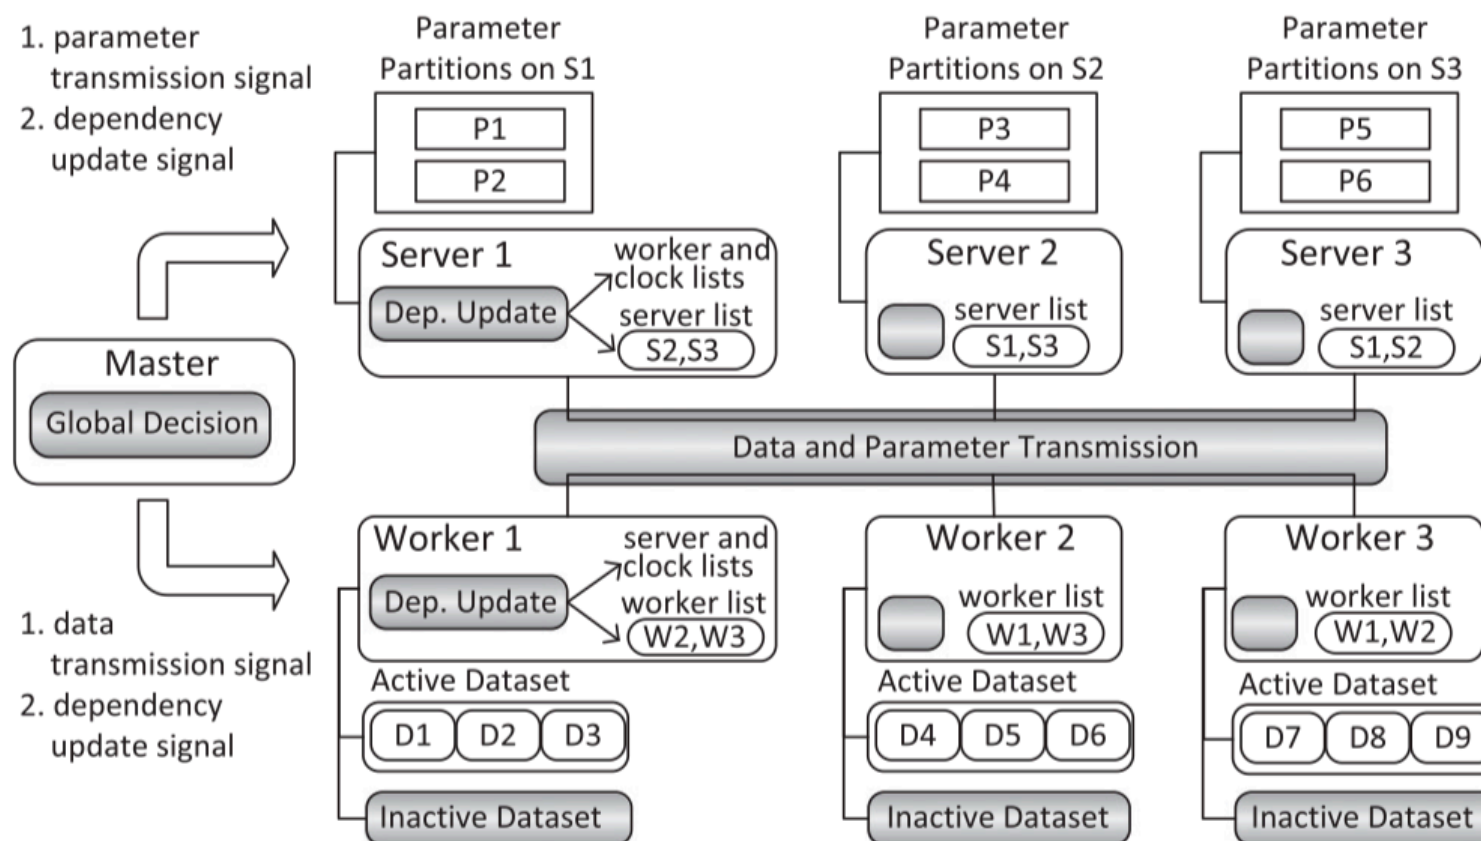 1. parameter
transmission signal
2. dependency
update signal
Parameter
Partitions on S1
P1
P2
Parameter
Partitions on S2
P3
P4
Parameter
Partitions on S3
P5
P6
Server 1
worker and
clock lists
Dep. Update
server list
S2,S3
Server 2
server list
S1,S3
Server 3
server list
S1,S2
Master
Global Decision
Data and Parameter Transmission
Worker 1
server and
clock lists
Dep. Update
worker list
W2,W3
Worker 2
worker list
W1,W3
Worker 3
worker list
W1,W2
1. data
transmission signal
2. dependency
update signal
Active Dataset
D1 D2 D3
Inactive Dataset
Active Dataset
D4 D5 D6
Inactive Dataset
Active Dataset
D7 D8 D9
Inactive Dataset